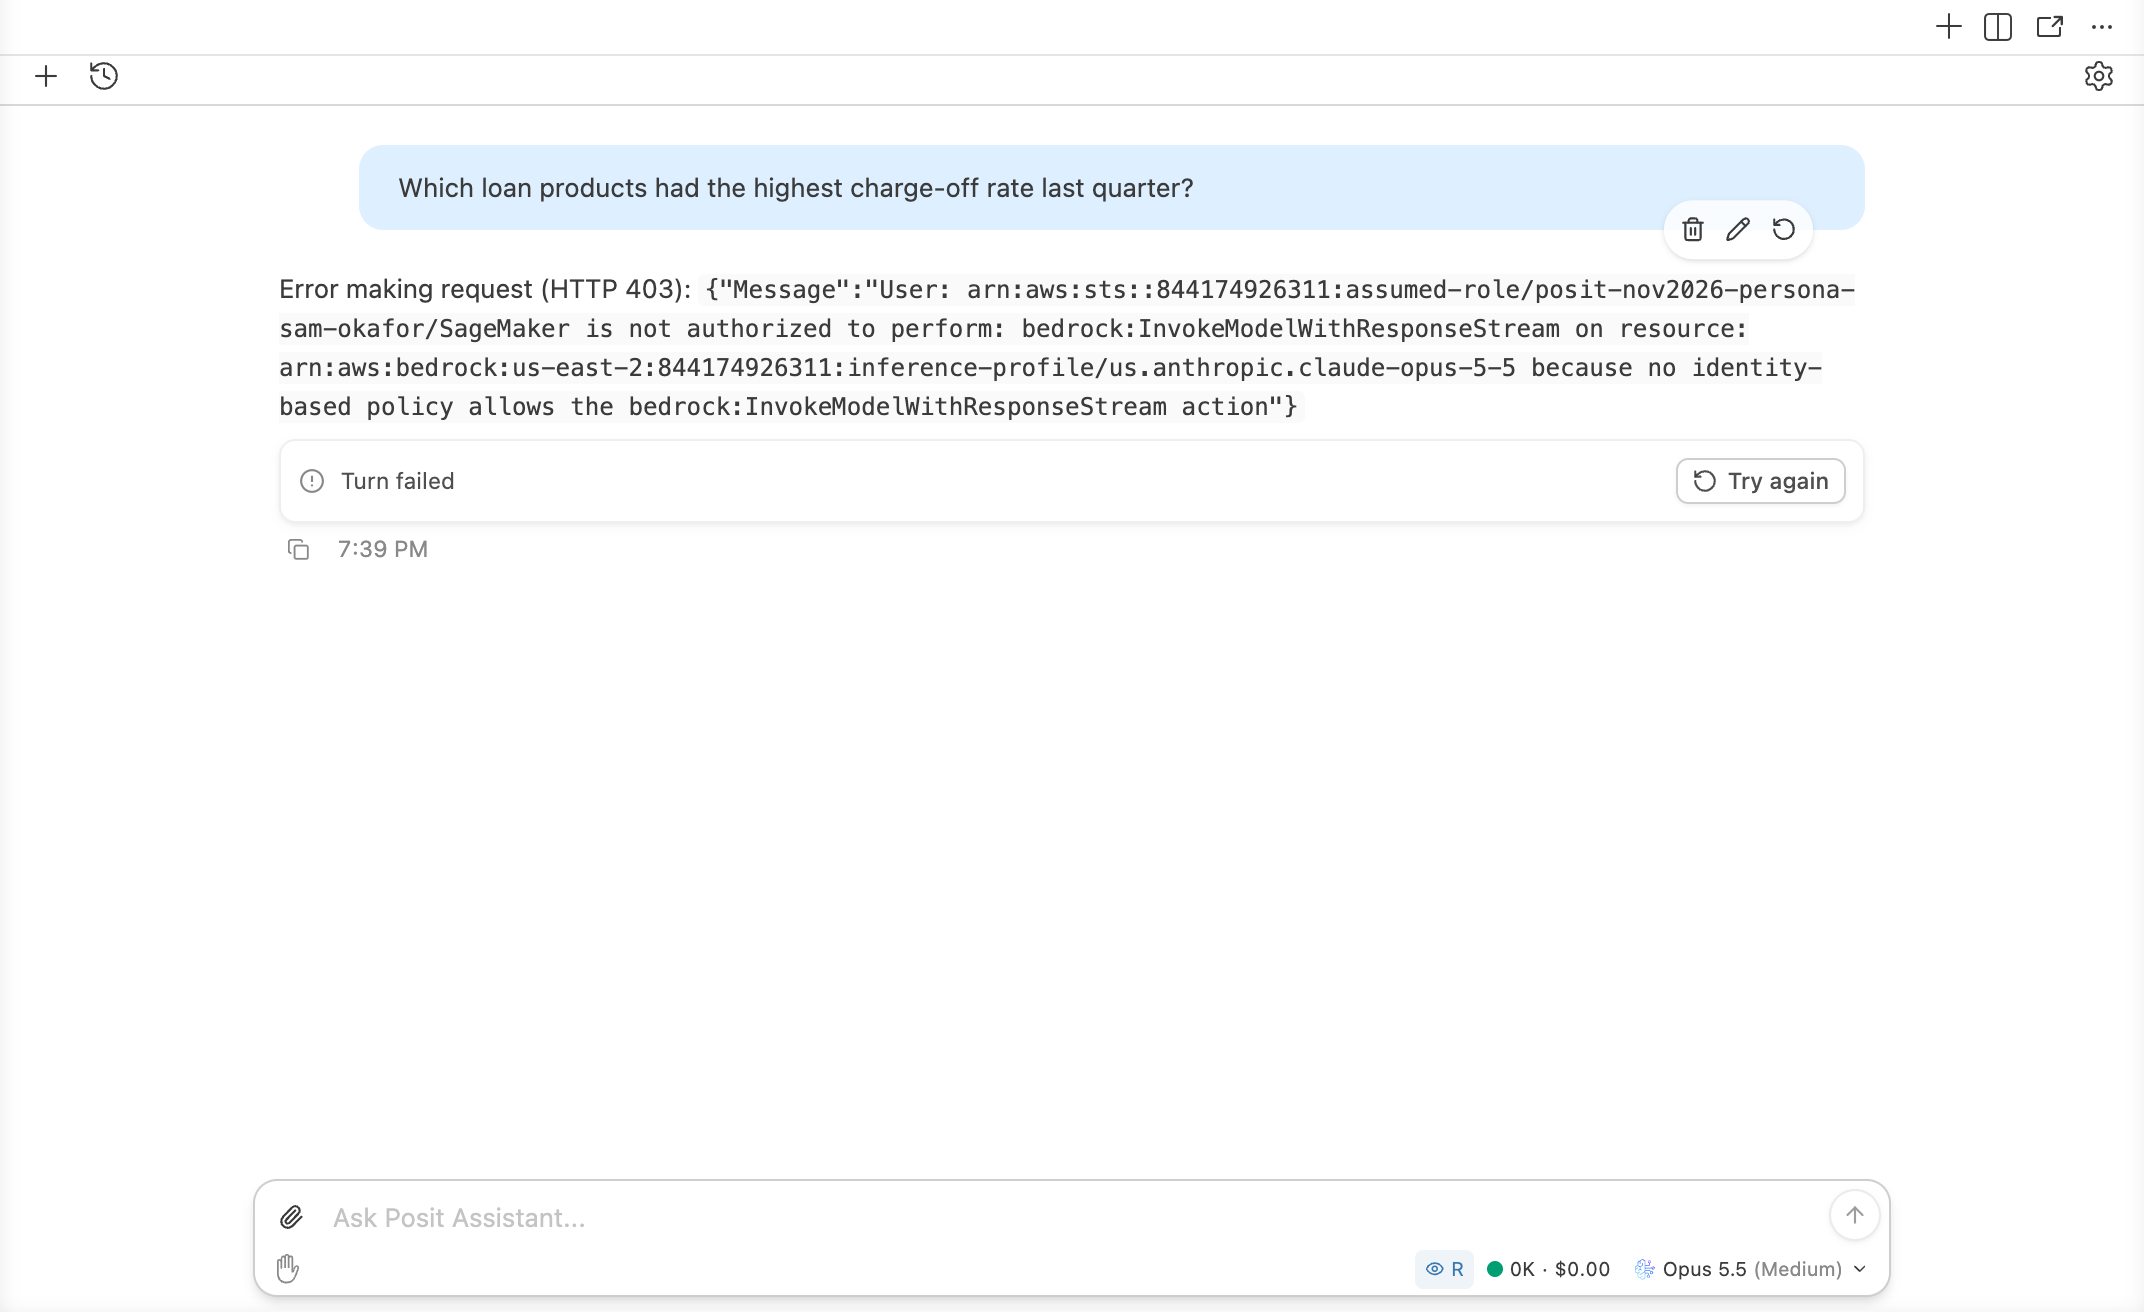 Which loan products had the highest charge-off rate last quarter?
Error making request (HTTP 403): {"Message":"User: arn:aws:sts::844174926311:assumed-role/posit-nov2026-persona-
sam-okafor/SageMaker is not authorized to perform: bedrock:InvokeModelWithResponseStream on resource:
arn:aws:bedrock:us-east-2:844174926311:inference-profile/us.anthropic.claude-opus-5-5 because no identity-
based policy allows the bedrock:InvokeModelWithResponseStream action"}
Turn failed
Try again
7:39 PM
Ask Posit Assistant...
R
0K · $0.00
Opus 5.5 (Medium)